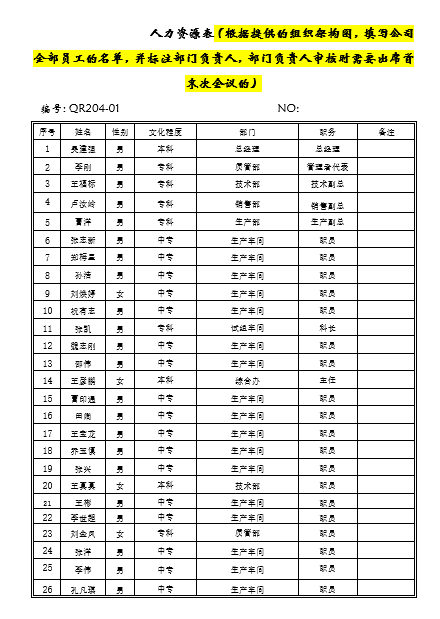 人力资源表(根据提供的组织架构图，填写公司
全部员工的名单，并标注部门负责人，部门负责人审核时需要出席首
末次会议的)
编号: QR204-01 NO:
序号 姓名 性别 文化程度 部门 职务 备注
1 吴建强 男 本科 总经理 总经理
2 李刚 男 专科 质管部 管理者代表
3 王福标 男 专科 技术部 技术副总
4 卢汝岭 男 专科 销售部 销售副总
5 曹洋 男 专科 生产部 生产副总
6 张志新 男 中专 生产车间 职员
7 郑梅星 男 中专 生产车间 职员
8 孙浩 男 中专 生产车间 职员
9 刘焕婷 女 中专 生产车间 职员
10 祝有志 男 中专 生产车间 职员
11 张凯 男 专科 试组车间 科长
12 魏志刚 男 中专 生产车间 职员
13 邵伟 男 中专 生产车间 职员
14 王彦鹏 女 本科 综合办 主任
15 曹印通 男 中专 生产车间 职员
16 田阔 男 中专 生产车间 职员
17 王宝龙 男 中专 生产车间 职员
18 乔玉慎 男 中专 生产车间 职员
19 张兴 男 中专 生产车间 职员
20 王真真 女 本科 技术部 职员
21 王彬 男 中专 生产车间 职员
22 李世超 男 中专 生产车间 职员
23 刘金凤 女 专科 质管部 职员
24 张洋 男 中专 生产车间 职员
25 李伟 男 中专 生产车间 职员
26 孔凡琪 男 中专 生产车间 职员